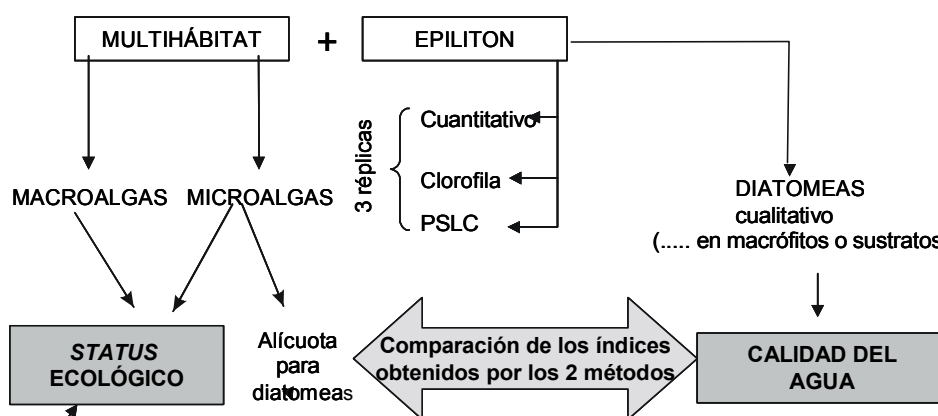 MULTIHÁBITAT + EPILITON
3 réplicas
Cuantitativo
Clorofila
PSLC
MACROALGAS
MICROALGAS
DIATOMEAS
cualitativo
(..... en macrófitos o sustratos
STATUS
ECOLÓGICO
Alícuota
para
diatomeas
Comparación de los índices
obtenidos por los 2 métodos
CALIDAD DEL
AGUA